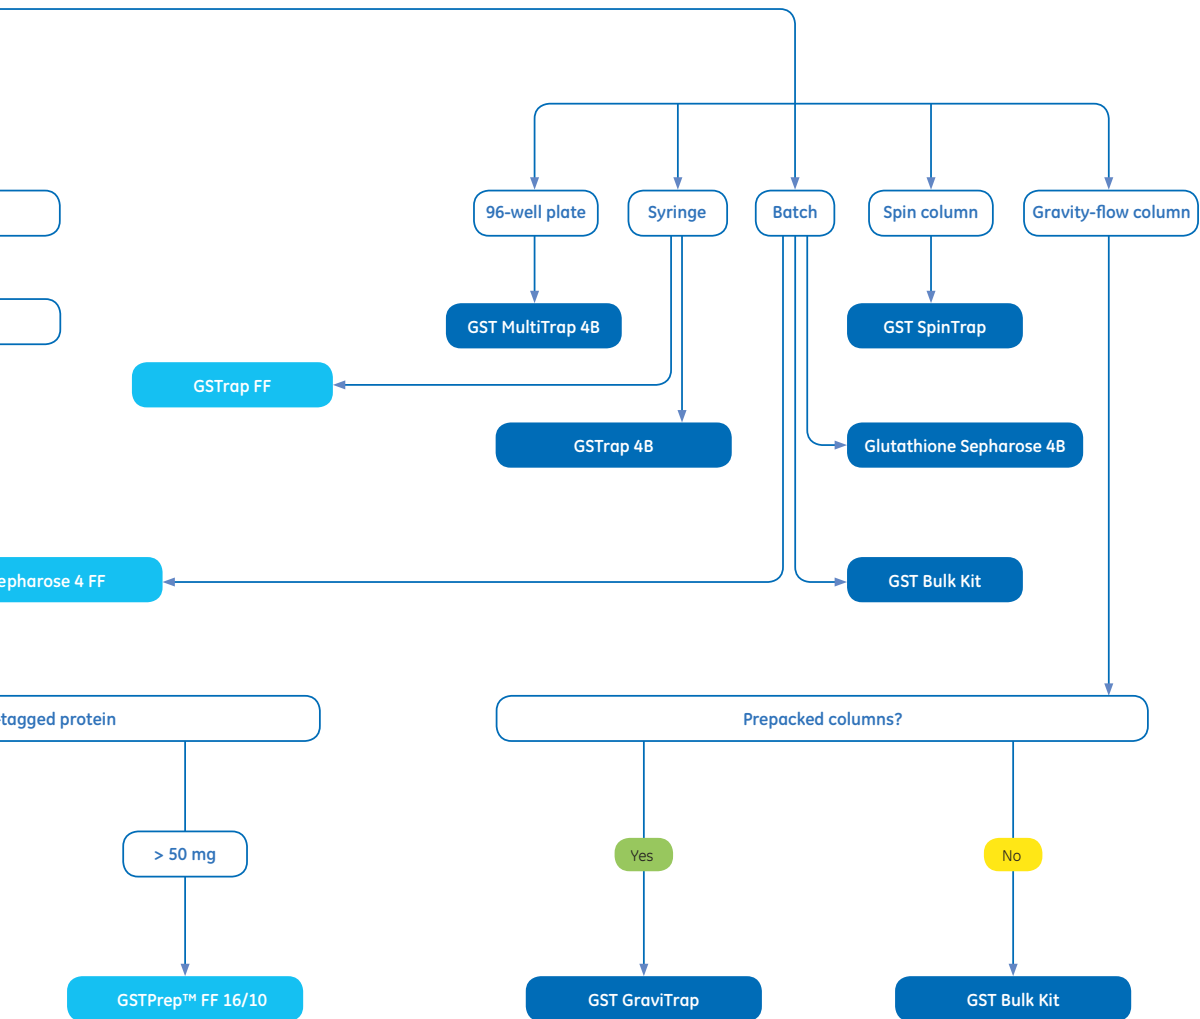 96-well plate
Syringe
Batch
Spin column
Gravity-flow column
GST MultiTrap 4B
GST SpinTrap
GSTrap FF
GSTrap 4B
Glutathione Sepharose 4B
epharose 4 FF
GST Bulk Kit
tagged protein
Prepacked columns?
> 50 mg
Yes
No
GSTPrep™ FF 16/10
GST GraviTrap
GST Bulk Kit